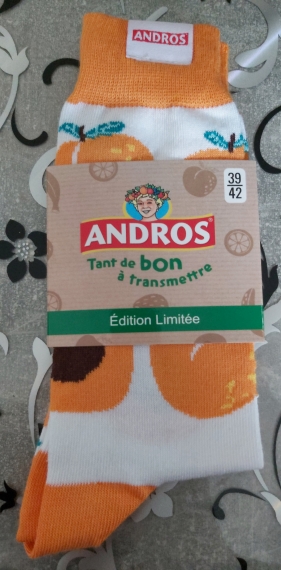 ANDROS
39
42
ANDROS
Tant de bon
à transmettre
Édition Limitée